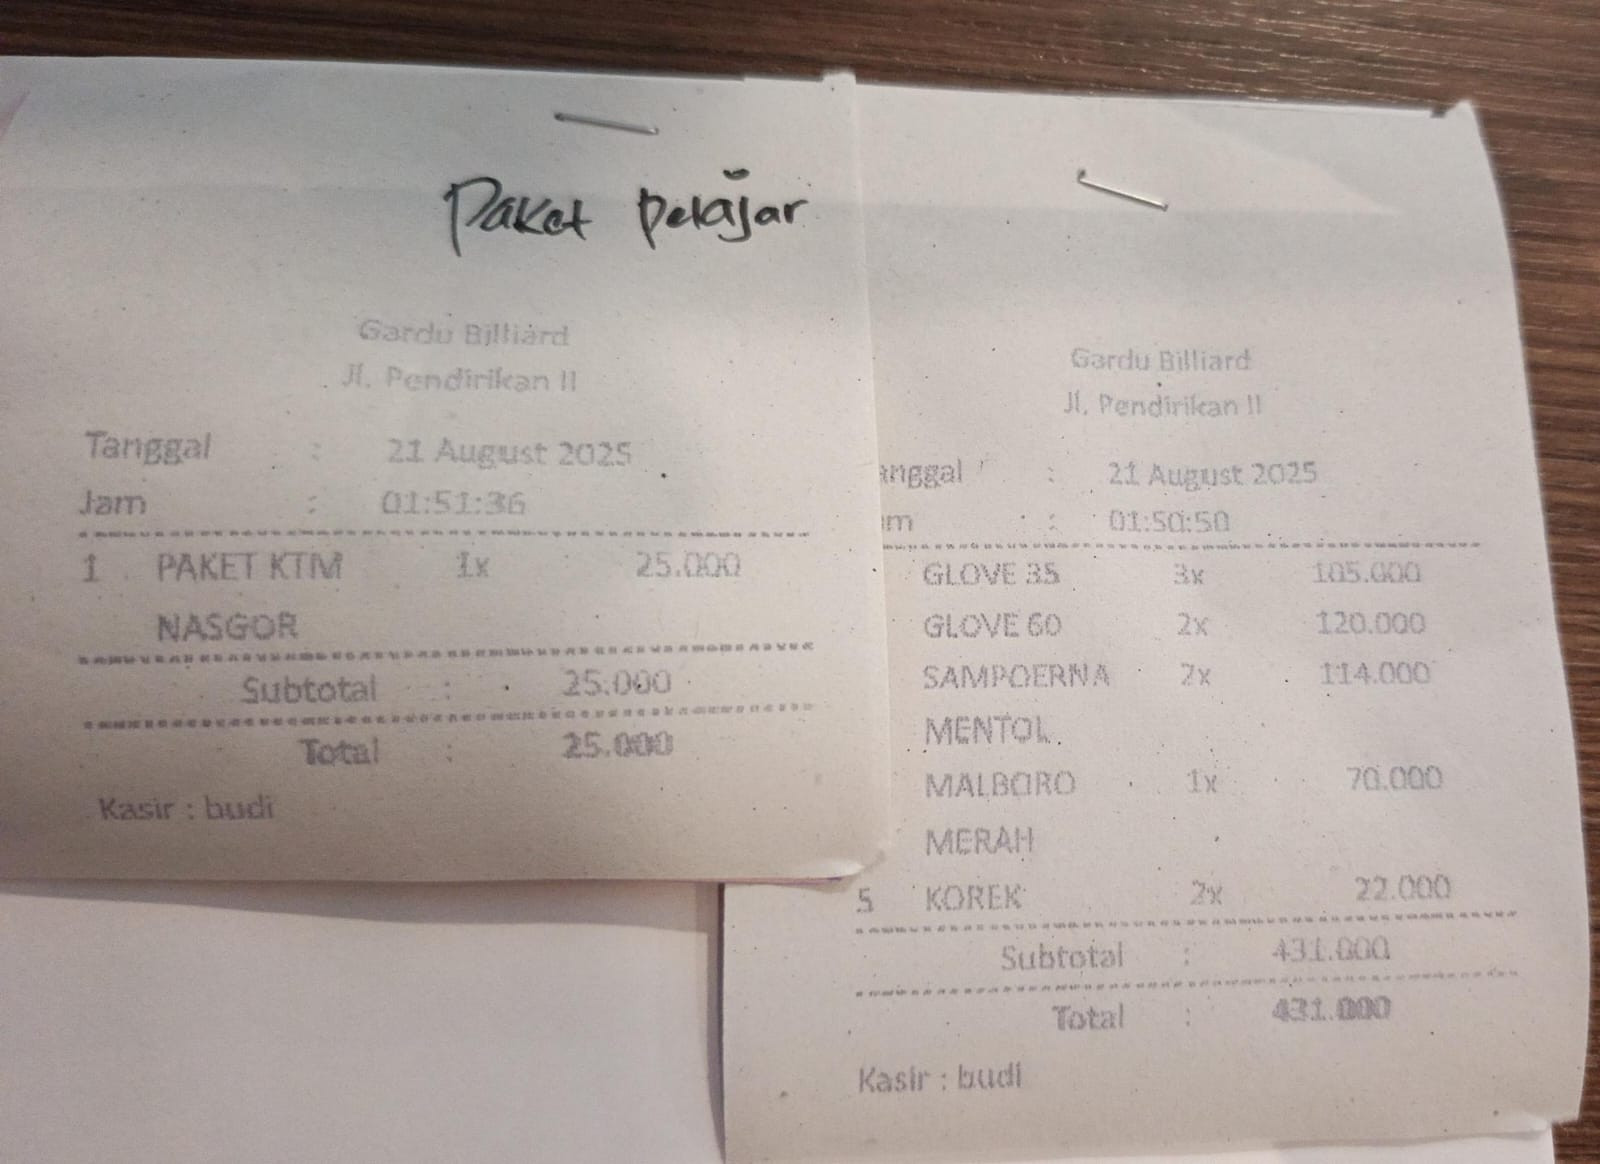 Paket pelajar
Gardu Billiard
Jl. Pendirikan II
Tanggal : 21 August 2025
Jam : 01:51:36
1 PAKET KTM 1x 25.000
NASGOR
Subtotal : 25.000
Total : 25.000
Kasir : budi
Gardu Billiard
Jl. Pendirikan II
anggal : 21 August 2025
m : 01:50:50
GLOVE 35 3x 105.000
GLOVE 60 2x 120.000
SAMPOERNA 2x 114.000
MENTOL
MALBORO 1x 70.000
MERAH
5 KOREK 2x 22.000
Subtotal : 431.000
Total : 431.000
Kasir : budi